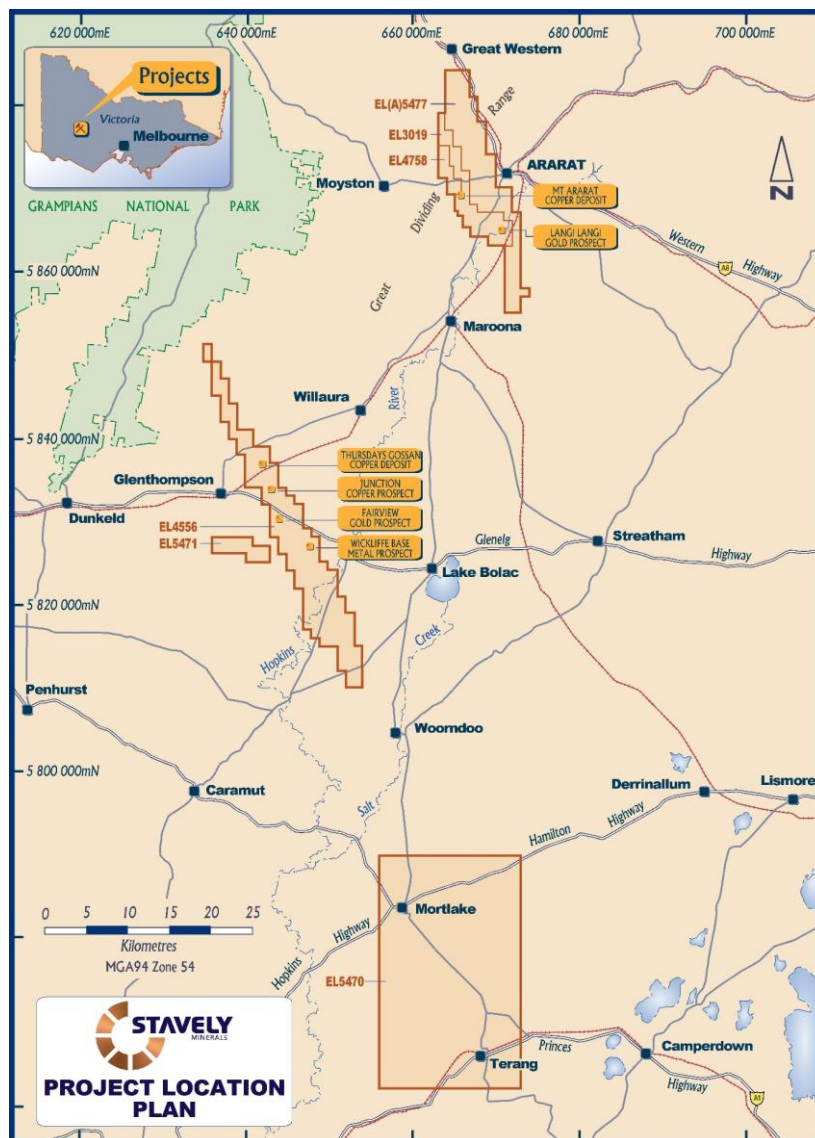 620 000mE
640 000mE
660 000mE
680 000mE
700 000mE
Great Western
Projects
Victoria
Melbourne
EL(A)5477
Range
EL3019
EL4758
ARARAT
Moyston
MT ARARAT
COPPER DEPOSIT
N
GRAMPIANS NATIONAL PARK
Dividing
LANGI LANGI
GOLD PROSPECT
Western
Highway
A8
5 860 000mN
Great
Maroona
Willaura
River
5 840 000mN
THURSDAYS GOSSAN
COPPER DEPOSIT
Glenthompson
JUNCTION
COPPER PROSPECT
Dunkeld
FAIRVIEW
GOLD PROSPECT
EL4556
EL5471
WICKLIFFE BASE
METAL PROSPECT
Glenelg
Streatham
Highway
Lake Bolac
5 820 000mN
Creek
Hopkins
Penhurst
Woorndoo
5 800 000mN
Caramut
Derrinallum
Lismore
Salt
Hamilton
Highway
Mortlake
0 5 10 15 20 25
Kilometres
MGA94 Zone 54
Highway
Hopkins
EL5470
STAVELY
MINERALS
PROJECT LOCATION
PLAN
Terang
Princes
Camperdown
Highway
A1